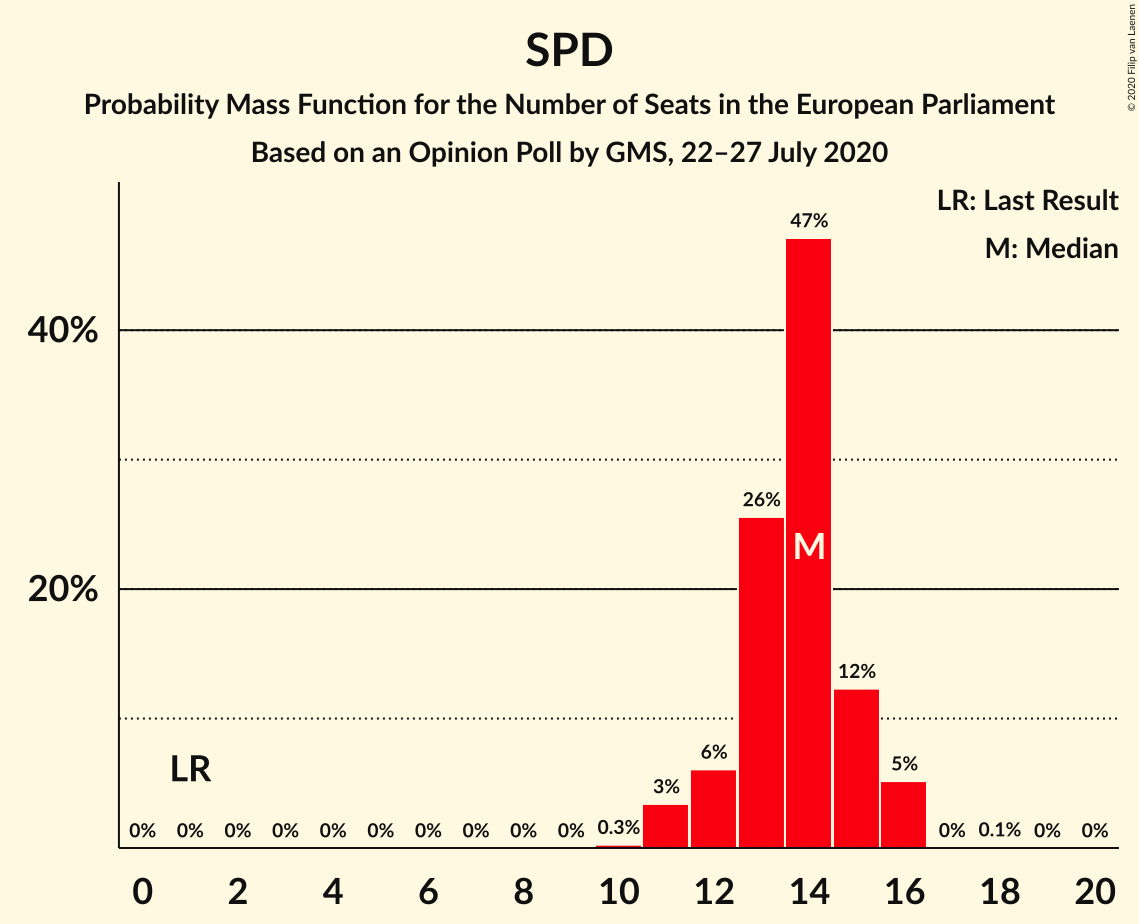 SPD
Probability Mass Function for the Number of Seats in the European Parliament
Based on an Opinion Poll by GMS, 22–27 July 2020
© 2020 Filip van Laenen
LR: Last Result
M: Median
40%
20%
47%
26%
M
12%
6%
5%
3%
LR
0% 0% 0% 0% 0% 0% 0% 0% 0% 0% 0.3% 0% 0.1% 0% 0%
0 2 4 6 8 10 12 14 16 18 20